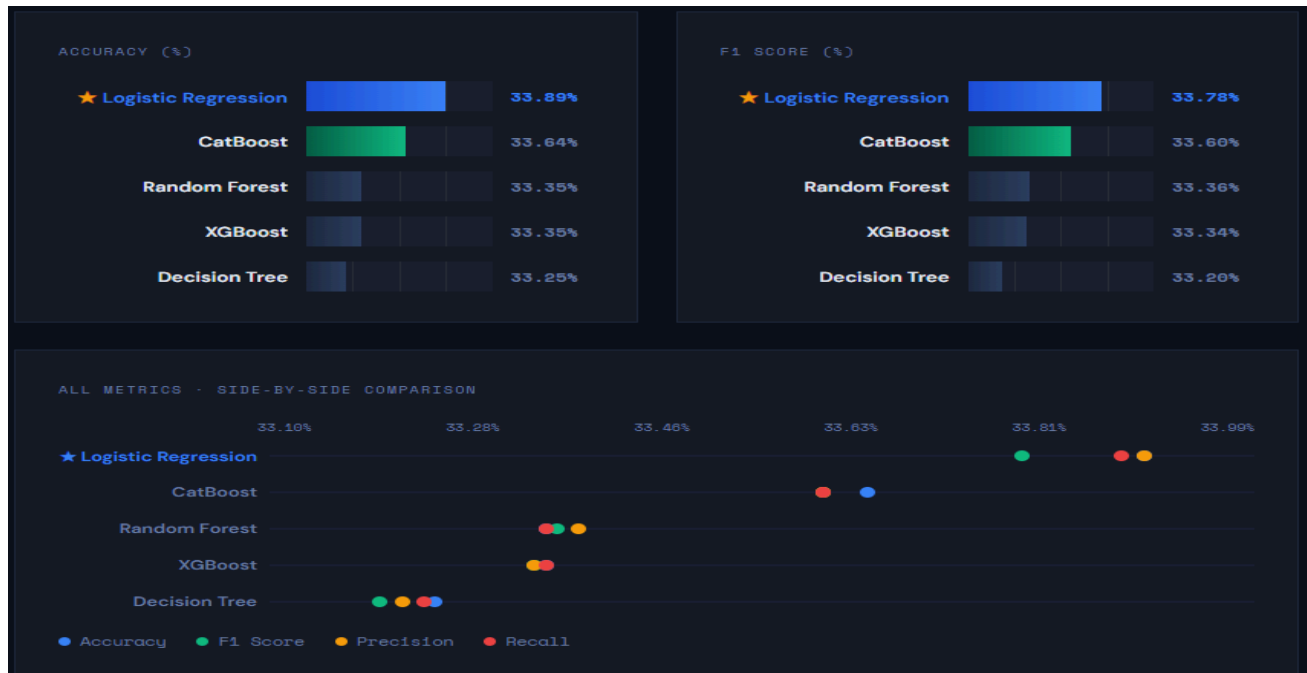 ACCURACY (%)
★ Logistic Regression 33.89%
CatBoost 33.64%
Random Forest 33.35%
XGBoost 33.35%
Decision Tree 33.25%
F1 SCORE (%)
★ Logistic Regression 33.78%
CatBoost 33.60%
Random Forest 33.36%
XGBoost 33.34%
Decision Tree 33.20%
ALL METRICS · SIDE-BY-SIDE COMPARISON
33.10% 33.28% 33.46% 33.63% 33.81% 33.99%
★ Logistic Regression
CatBoost
Random Forest
XGBoost
Decision Tree
Accuracy F1 Score Precision Recall